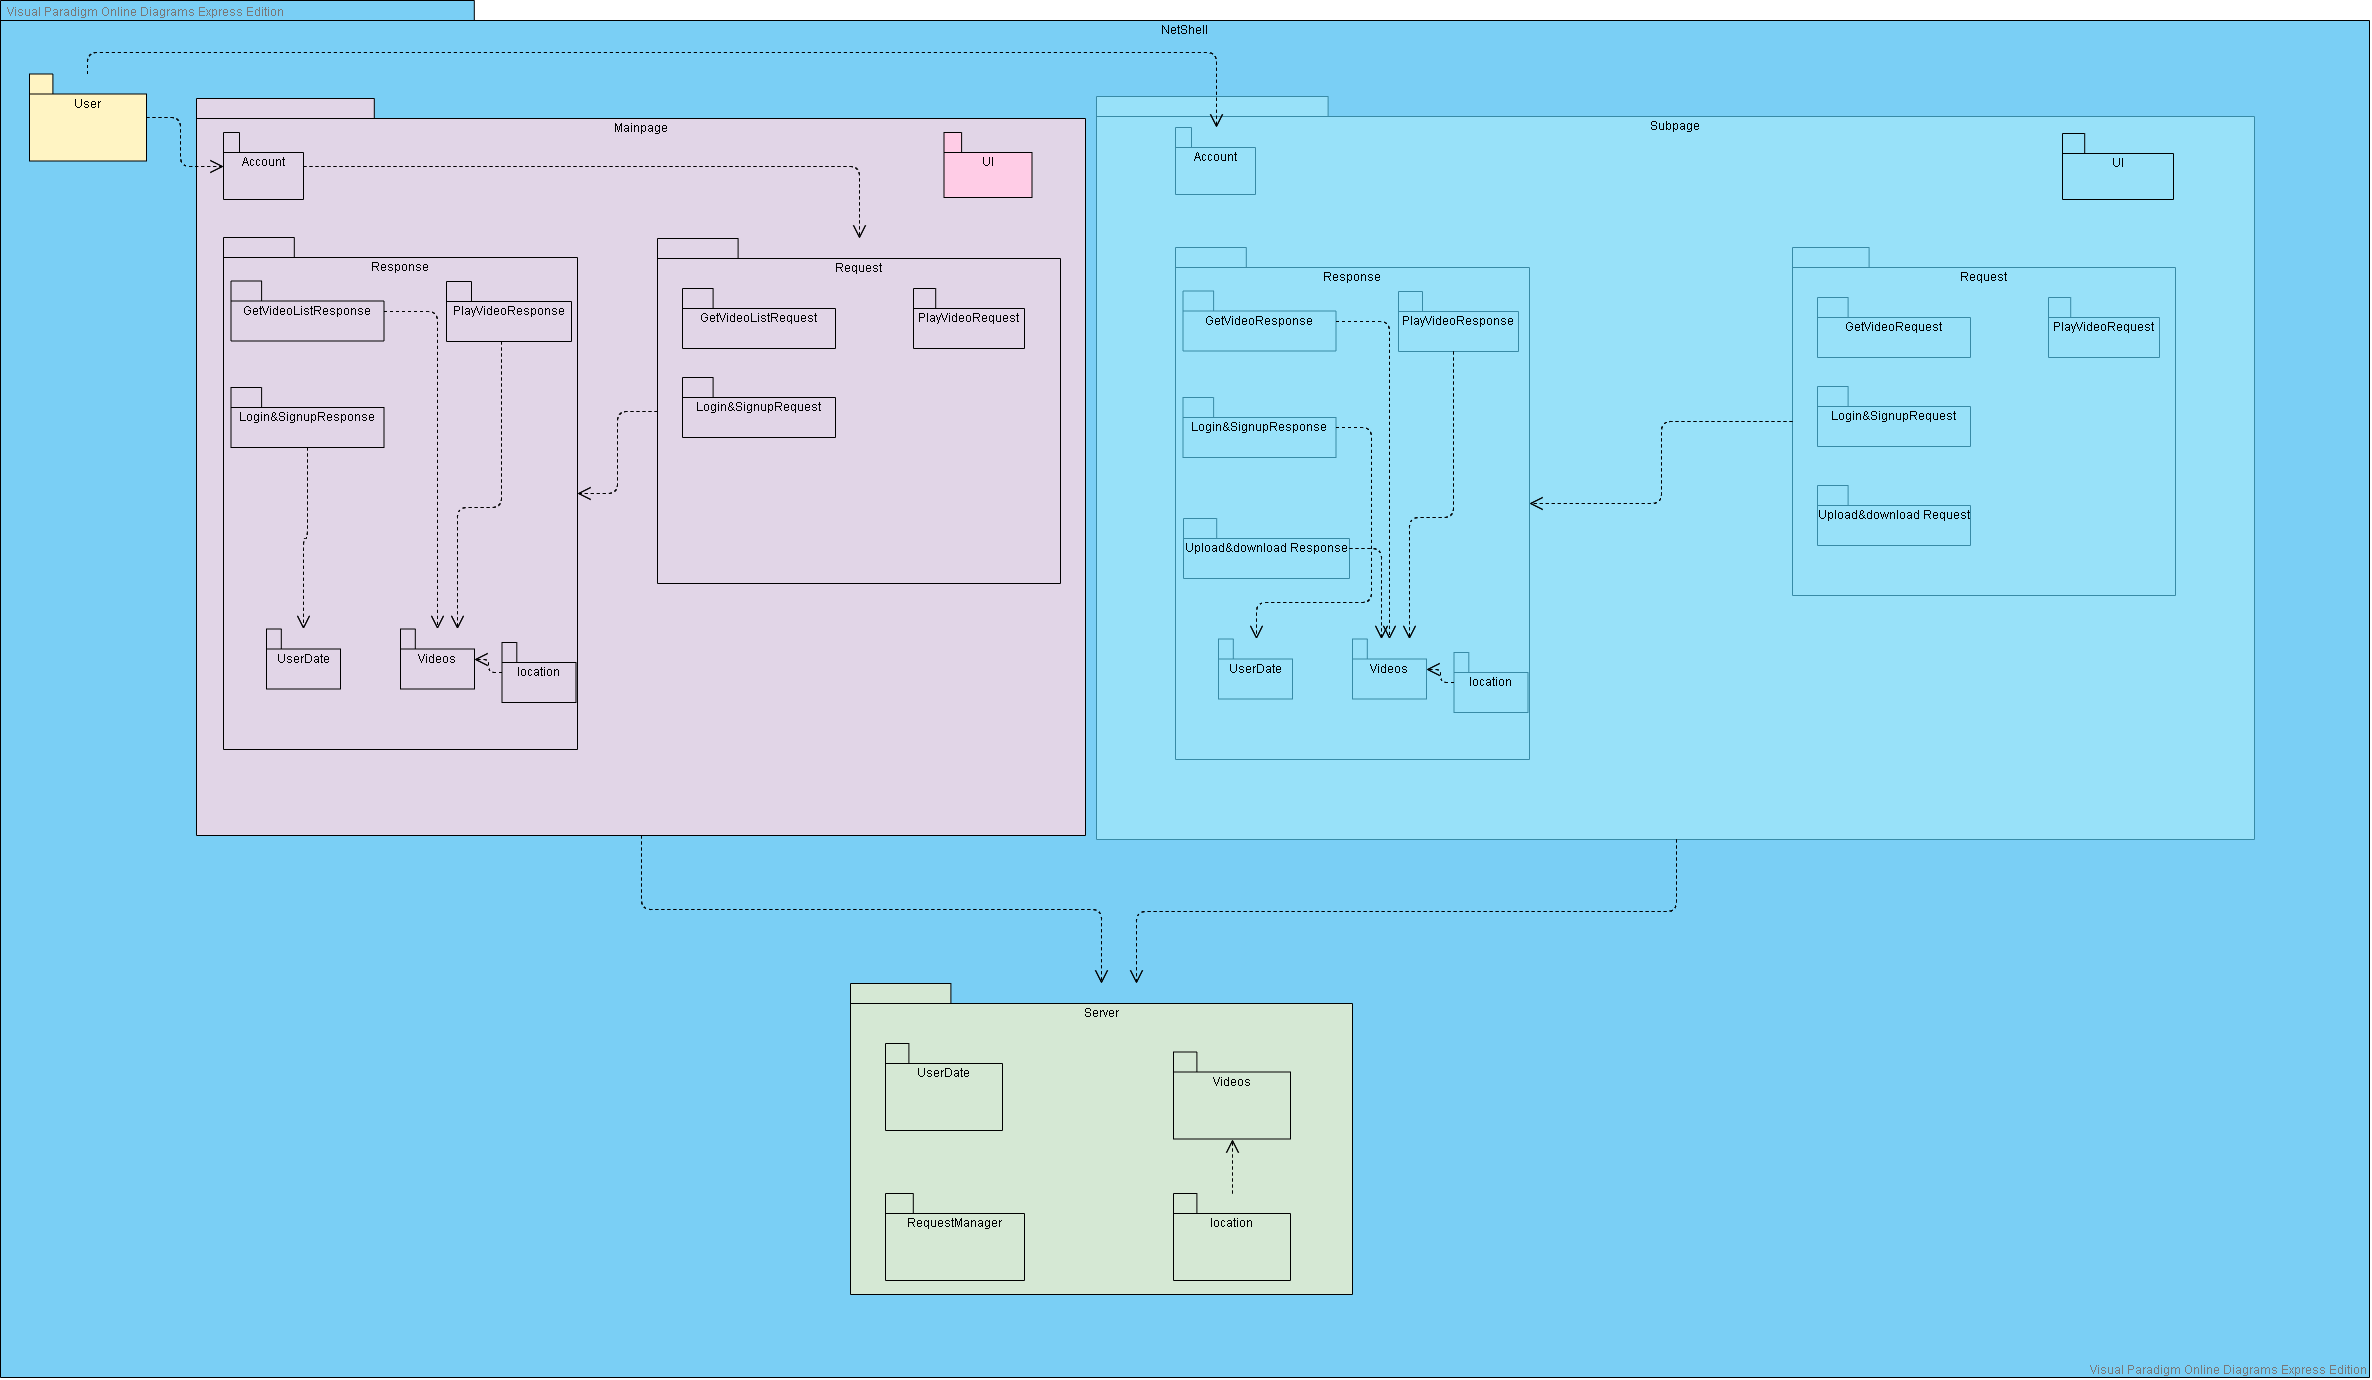 Visual Paradigm Online Diagrams Express Edition
NetShell
User
Mainpage
Account
UI
Response
GetVideoListResponse
PlayVideoResponse
Login&SignupResponse
UserDate
Videos
location
Request
GetVideoListRequest
PlayVideoRequest
Login&SignupRequest
Subpage
Account
UI
Response
GetVideoResponse
PlayVideoResponse
Login&SignupResponse
Upload&download Response
UserDate
Videos
location
Request
GetVideoRequest
PlayVideoRequest
Login&SignupRequest
Upload&download Request
Server
UserDate
Videos
RequestManager
location
Visual Paradigm Online Diagrams Express Edition